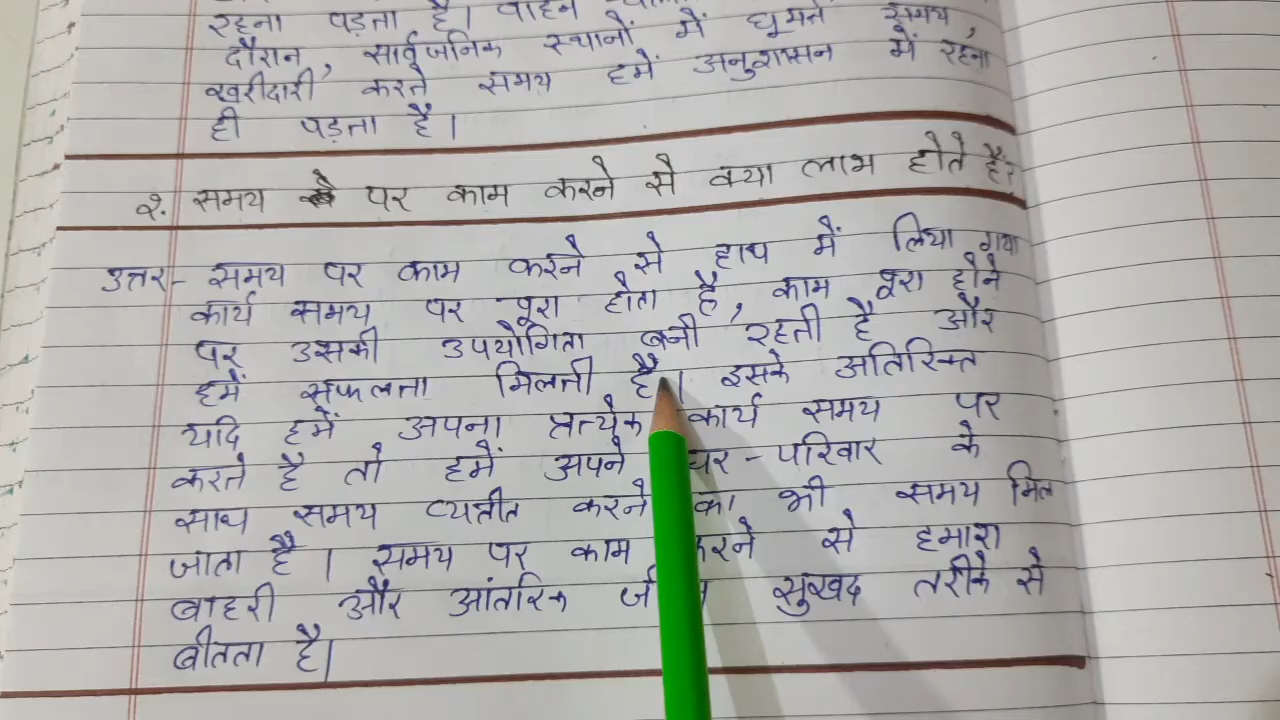 रहना पड़ता है। वाहन
दौरान, सार्वजनिक स्थानों में घूमते समय,
खरीदारी करते समय हमें अनुशासन में रहना
ही पड़ता है।
२. समय पर काम करने से क्या लाभ होते हैं?
उत्तर- समय पर काम करने से हाथ में लिया गया
कार्य समय पर पूरा होता है, काम पूरा होने
पर उसकी उपयोगिता बनी रहती है और
हमें सफलता मिलती है। इसके अतिरिक्त
यदि हमें अपना प्रत्येक कार्य समय पर
करते है तो हमें अपने घर-परिवार के
साथ समय व्यतीत करने का भी समय मिल
जाता है। समय पर काम करने से हमारा
बाहरी और आंतरिक सुखद तरीके से
बीतता है।